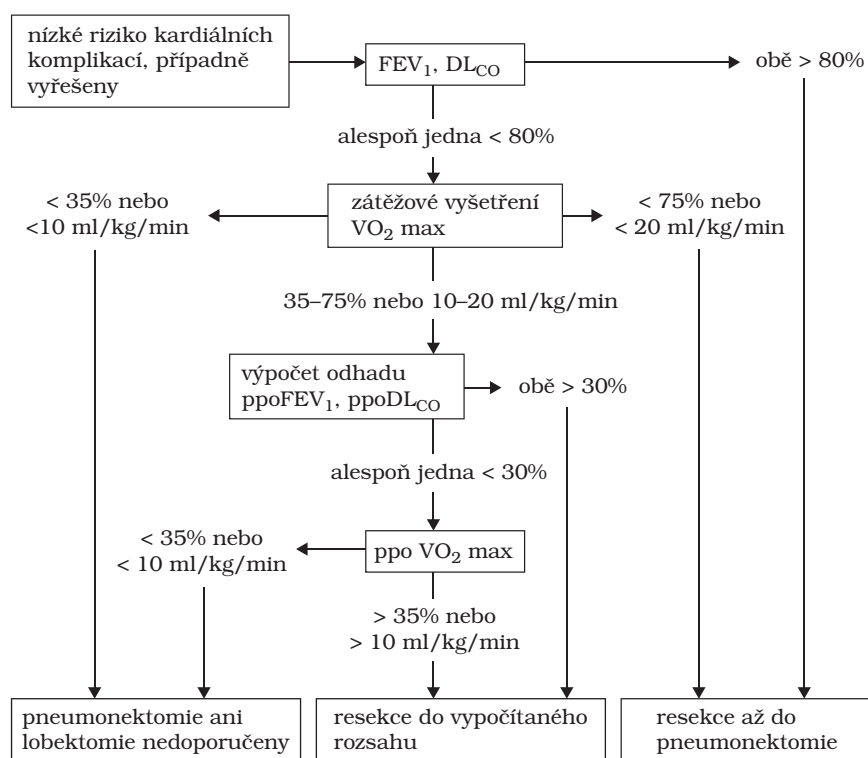 nízké riziko kardiálních
komplikací, případně
vyřešeny
FEV₁, DL_CO
obě > 80%
alespoň jedna < 80%
< 35% nebo
<10 ml/kg/min
zátěžové vyšetření
VO₂ max
< 75% nebo
< 20 ml/kg/min
35–75% nebo 10–20 ml/kg/min
výpočet odhadu
ppoFEV₁, ppoDL_CO
obě > 30%
alespoň jedna < 30%
< 35% nebo
< 10 ml/kg/min
ppo VO₂ max
> 35% nebo
> 10 ml/kg/min
pneumonektomie ani
lobektomie nedoporučeny
resekce do vypočítaného
rozsahu
resekce až do
pneumonektomie